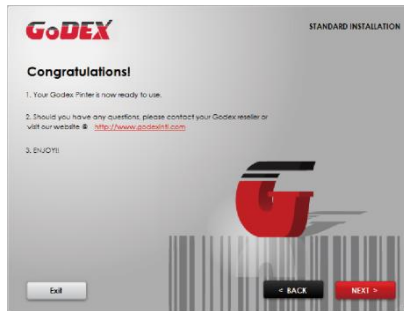 GoDEX
STANDARD INSTALLATION
Congratulations!
1. Your Godex Pinter is now ready to use.
2. Should you have any questions, please contact your Godex reseller or
visit our website @ http://www.godexintl.com
3. ENJOY!!
Exit
< BACK
NEXT >